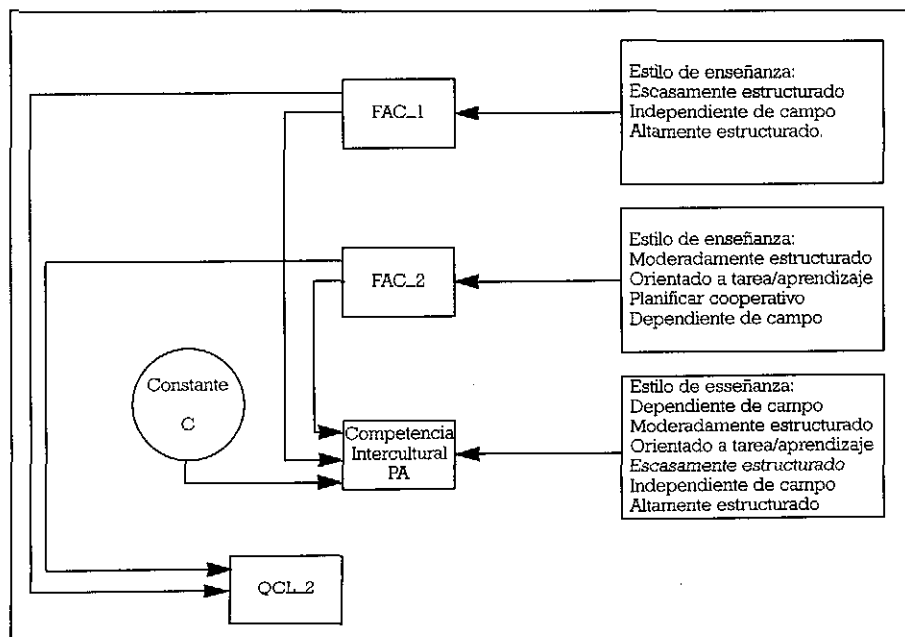 FAC_1
Estilo de enseñanza:
Escasamente estructurado
Independiente de campo
Altamente estructurado.
FAC_2
Estilo de enseñanza:
Moderadamente estructurado
Orientado a tarea/aprendizaje
Planificar cooperativo
Dependiente de campo
Constante
C
Competencia
Intercultural
PA
Estilo de esseñanza:
Dependiente de campo
Moderadamente estructurado
Orientado a tarea/aprendizaje
Escasamente estructurado
Independiente de campo
Altamente estructurado
QCL_2